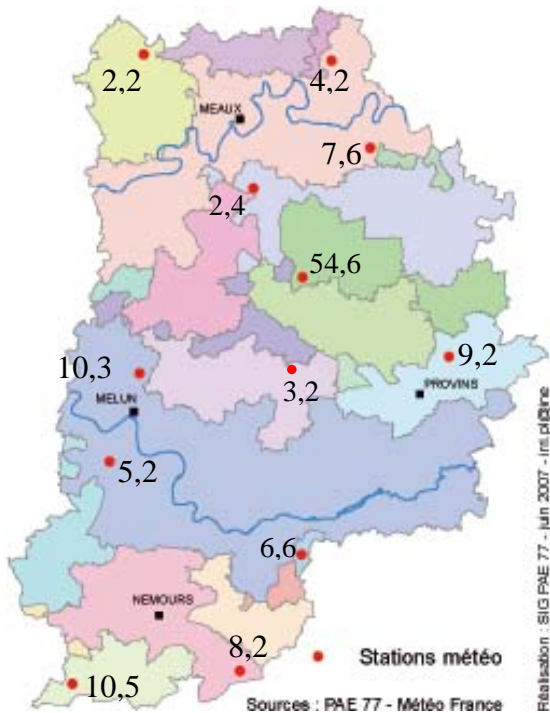 2,2
4,2
MEAUX
7,6
2,4
54,6
9,2
10,3
3,2
PROVINS
MELUN
5,2
6,6
NEMOURS
8,2
Stations météo
10,5
Sources : PAE 77 - Météo France
Réalisation : SIG PAE 77 - juin 2007